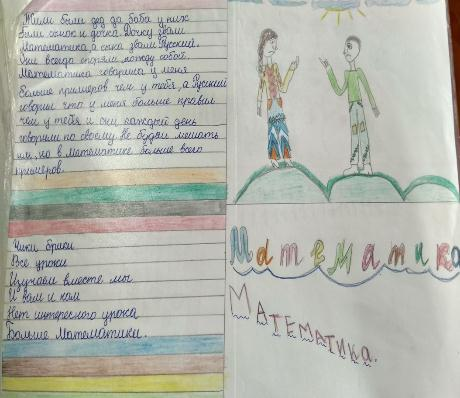 Жили были дед да баба у них
были сынок и дочка. Дочку звали
Математика а сына звали Русский.
Они всегда спорят между собой.
Математика говорила у меня
больше примеров чем у тебя, а Русский
говорил что у меня больше правил
чем у тебя и они каждый день
говорили по своему. Не будем мешать
им, но в математике больше всего
примеров.
Чики брики
Все уроки
Изучаем вместе мы
И вам и нам
Нет интересного урока
Больше Математики.
Математика
Математика.